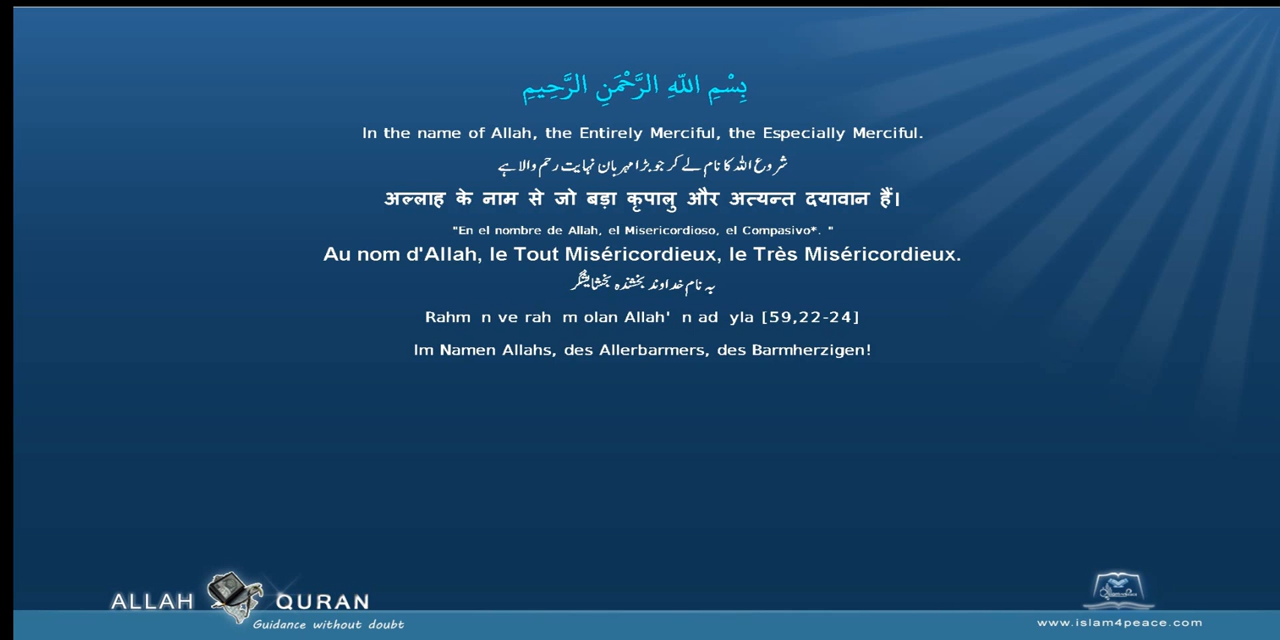 بِسْمِ اللّهِ الرَّحْمَنِ الرَّحِيمِ
In the name of Allah, the Entirely Merciful, the Especially Merciful.
شروع اللہ کا نام لے کر جو بڑا مہربان نہایت رحم والا ہے
अल्लाह के नाम से जो बड़ा कृपालु और अत्यन्त दयावान हैं।
"En el nombre de Allah, el Misericordioso, el Compasivo*. "
Au nom d'Allah, le Tout Miséricordieux, le Très Miséricordieux.
به نام خداوند بخشنده بخشایشگر
Rahm n ve rah m olan Allah' n ad yla [59,22-24]
Im Namen Allahs, des Allerbarmers, des Barmherzigen!
ALLAH QURAN
Guidance without doubt
www.islam4peace.com